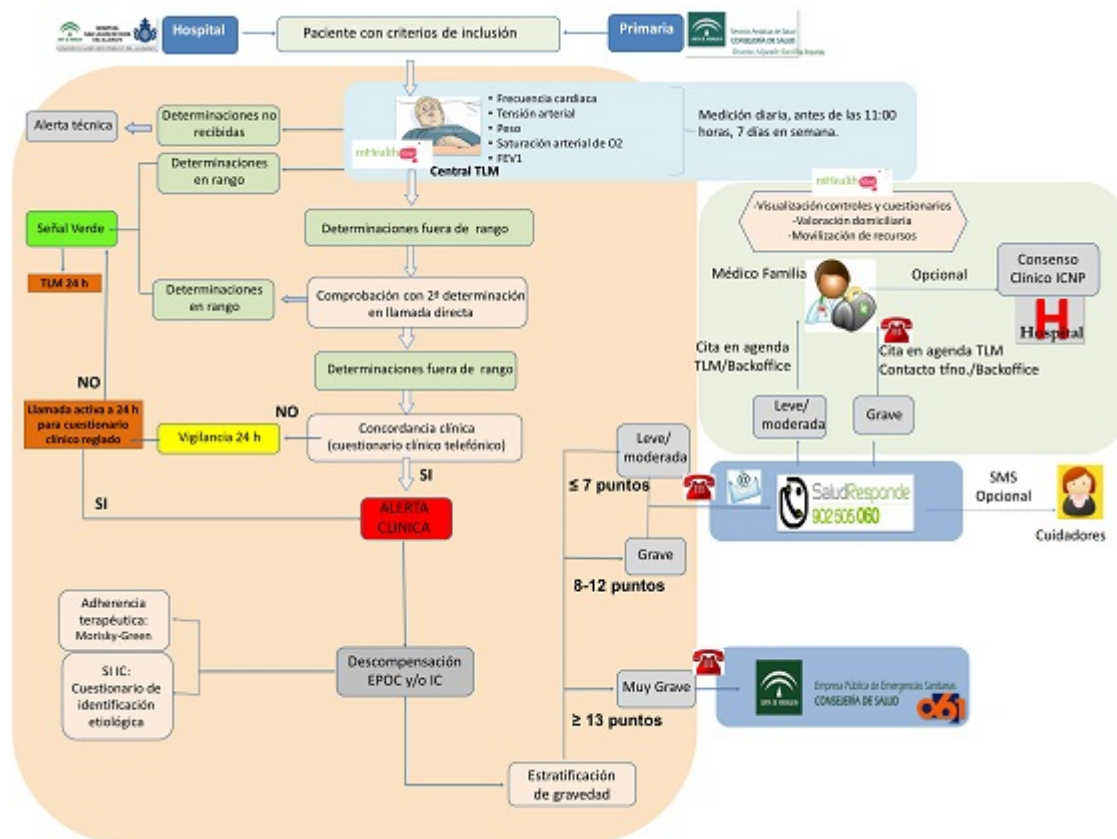 Hospital
Paciente con criterios de inclusión
Primaria
Servicio Andaluz de Salud
CONSEJERÍA DE SALUD
Frecuencia cardiaca
Tensión arterial
Peso
Saturación arterial de O2
FEV1
mHealth
Central TLM
Medición diaria, antes de las 11:00
horas, 7 días en semana.
Alerta técnica
Determinaciones no
recibidas
Determinaciones
en rango
Señal Verde
TLM 24 h
Determinaciones fuera de rango
Determinaciones
en rango
Comprobación con 2ª determinación
en llamada directa
Determinaciones fuera de rango
NO
Llamada activa a 24 h
para cuestionario
clínico reglado
Vigilancia 24 h
NO
Concordancia clínica
(cuestionario clínico telefónico)
SI
SI
ALERTA
CLINICA
Adherencia
terapéutica:
Morisky-Green
SI IC:
Cuestionario de
identificación
etiológica
Descompensación
EPOC y/o IC
Estratificación
de gravedad
Leve/
moderada
≤ 7 puntos
Grave
8-12 puntos
Muy Grave
≥ 13 puntos
mHealth
-Visualización controles y cuestionarios
-Valoración domiciliaria
-Movilización de recursos
Médico Familia
Opcional
Consenso
Clínico ICNP
H
Hospital
Cita en agenda
TLM/Backoffice
Cita en agenda TLM
Contacto tfno./Backoffice
Leve/
moderada
Grave
SaludResponde
902 505 060
SMS
Opcional
Cuidadores
Empresa Pública de Emergencias Sanitarias
CONSEJERÍA DE SALUD
061